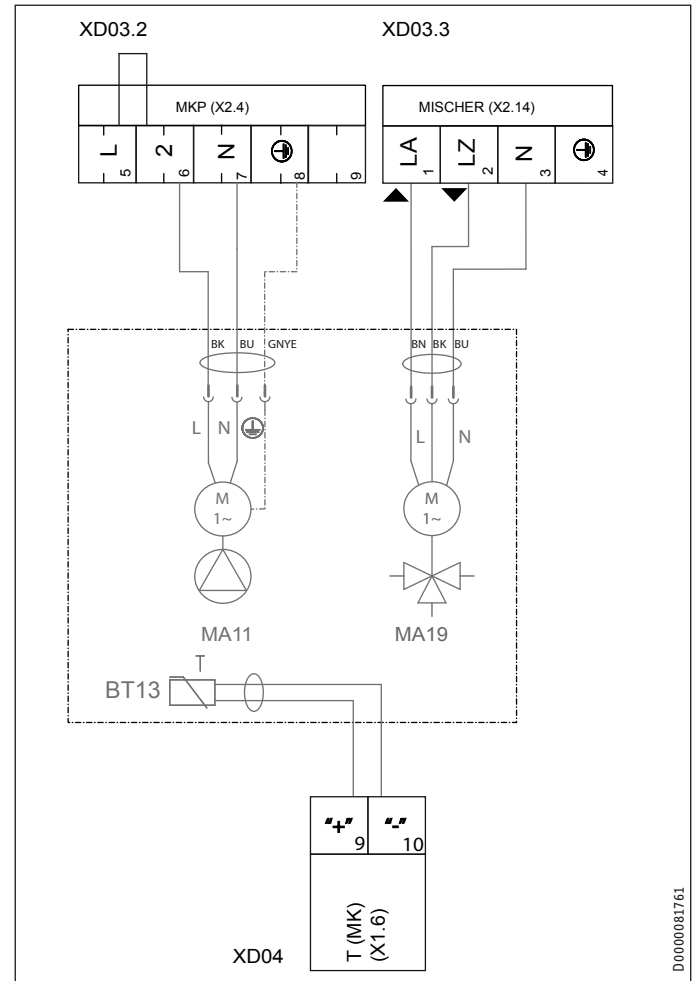 XD03.2 XD03.3
MKP (X2.4) MISCHER (X2.14)
L 2 N LA LZ N
5 6 7 8 9 1 2 3 4
BK BU GNYE BN BK BU
L N L N
M M
1~ 1~
MA11 MA19
T
BT13
"+" "-"
9 10
T (MK)
(X1.6)
XD04
D0000081761